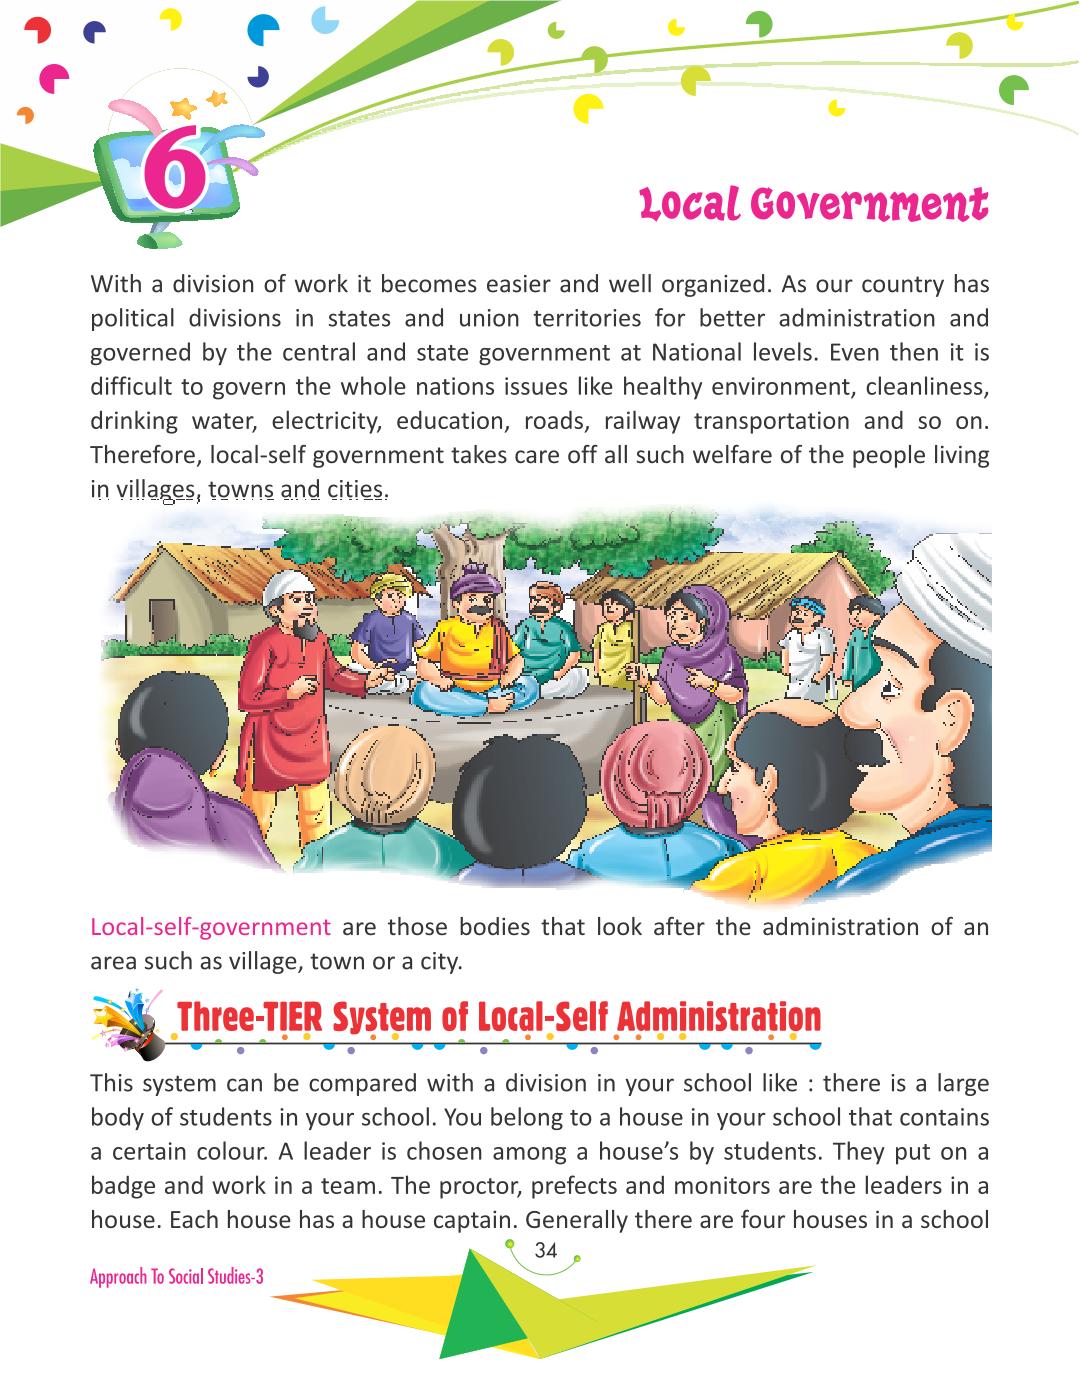 6
Local Government
With a division of work it becomes easier and well organized. As our country has
political divisions in states and union territories for better administration and
governed by the central and state government at National levels. Even then it is
difficult to govern the whole nations issues like healthy environment, cleanliness,
drinking water, electricity, education, roads, railway transportation and so on.
Therefore, local-self government takes care off all such welfare of the people living
in villages, towns and cities.
Local-self-government are those bodies that look after the administration of an
area such as village, town or a city.
Three-TIER System of Local-Self Administration
This system can be compared with a division in your school like : there is a large
body of students in your school. You belong to a house in your school that contains
a certain colour. A leader is chosen among a house’s by students. They put on a
badge and work in a team. The proctor, prefects and monitors are the leaders in a
house. Each house has a house captain. Generally there are four houses in a school
34
Approach To Social Studies-3